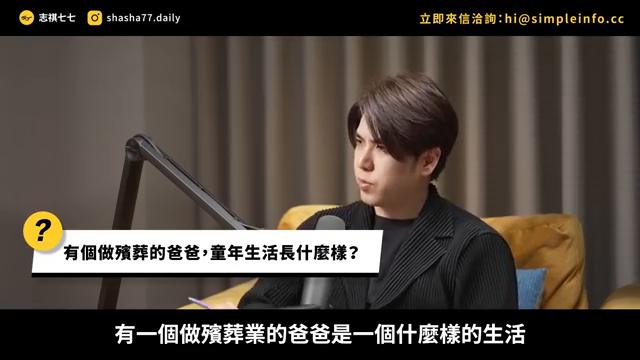 志祺七七
shasha77.daily
立即來信洽詢：hi@simpleinfo.cc
?
有個做殯葬的爸爸，童年生活長什麼樣？
有一個做殯葬業的爸爸是一個什麼樣的生活